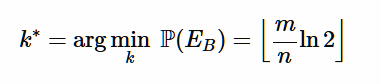 k* = arg min_k ℙ(E_B) = ⌊ m/n ln 2 ⌋